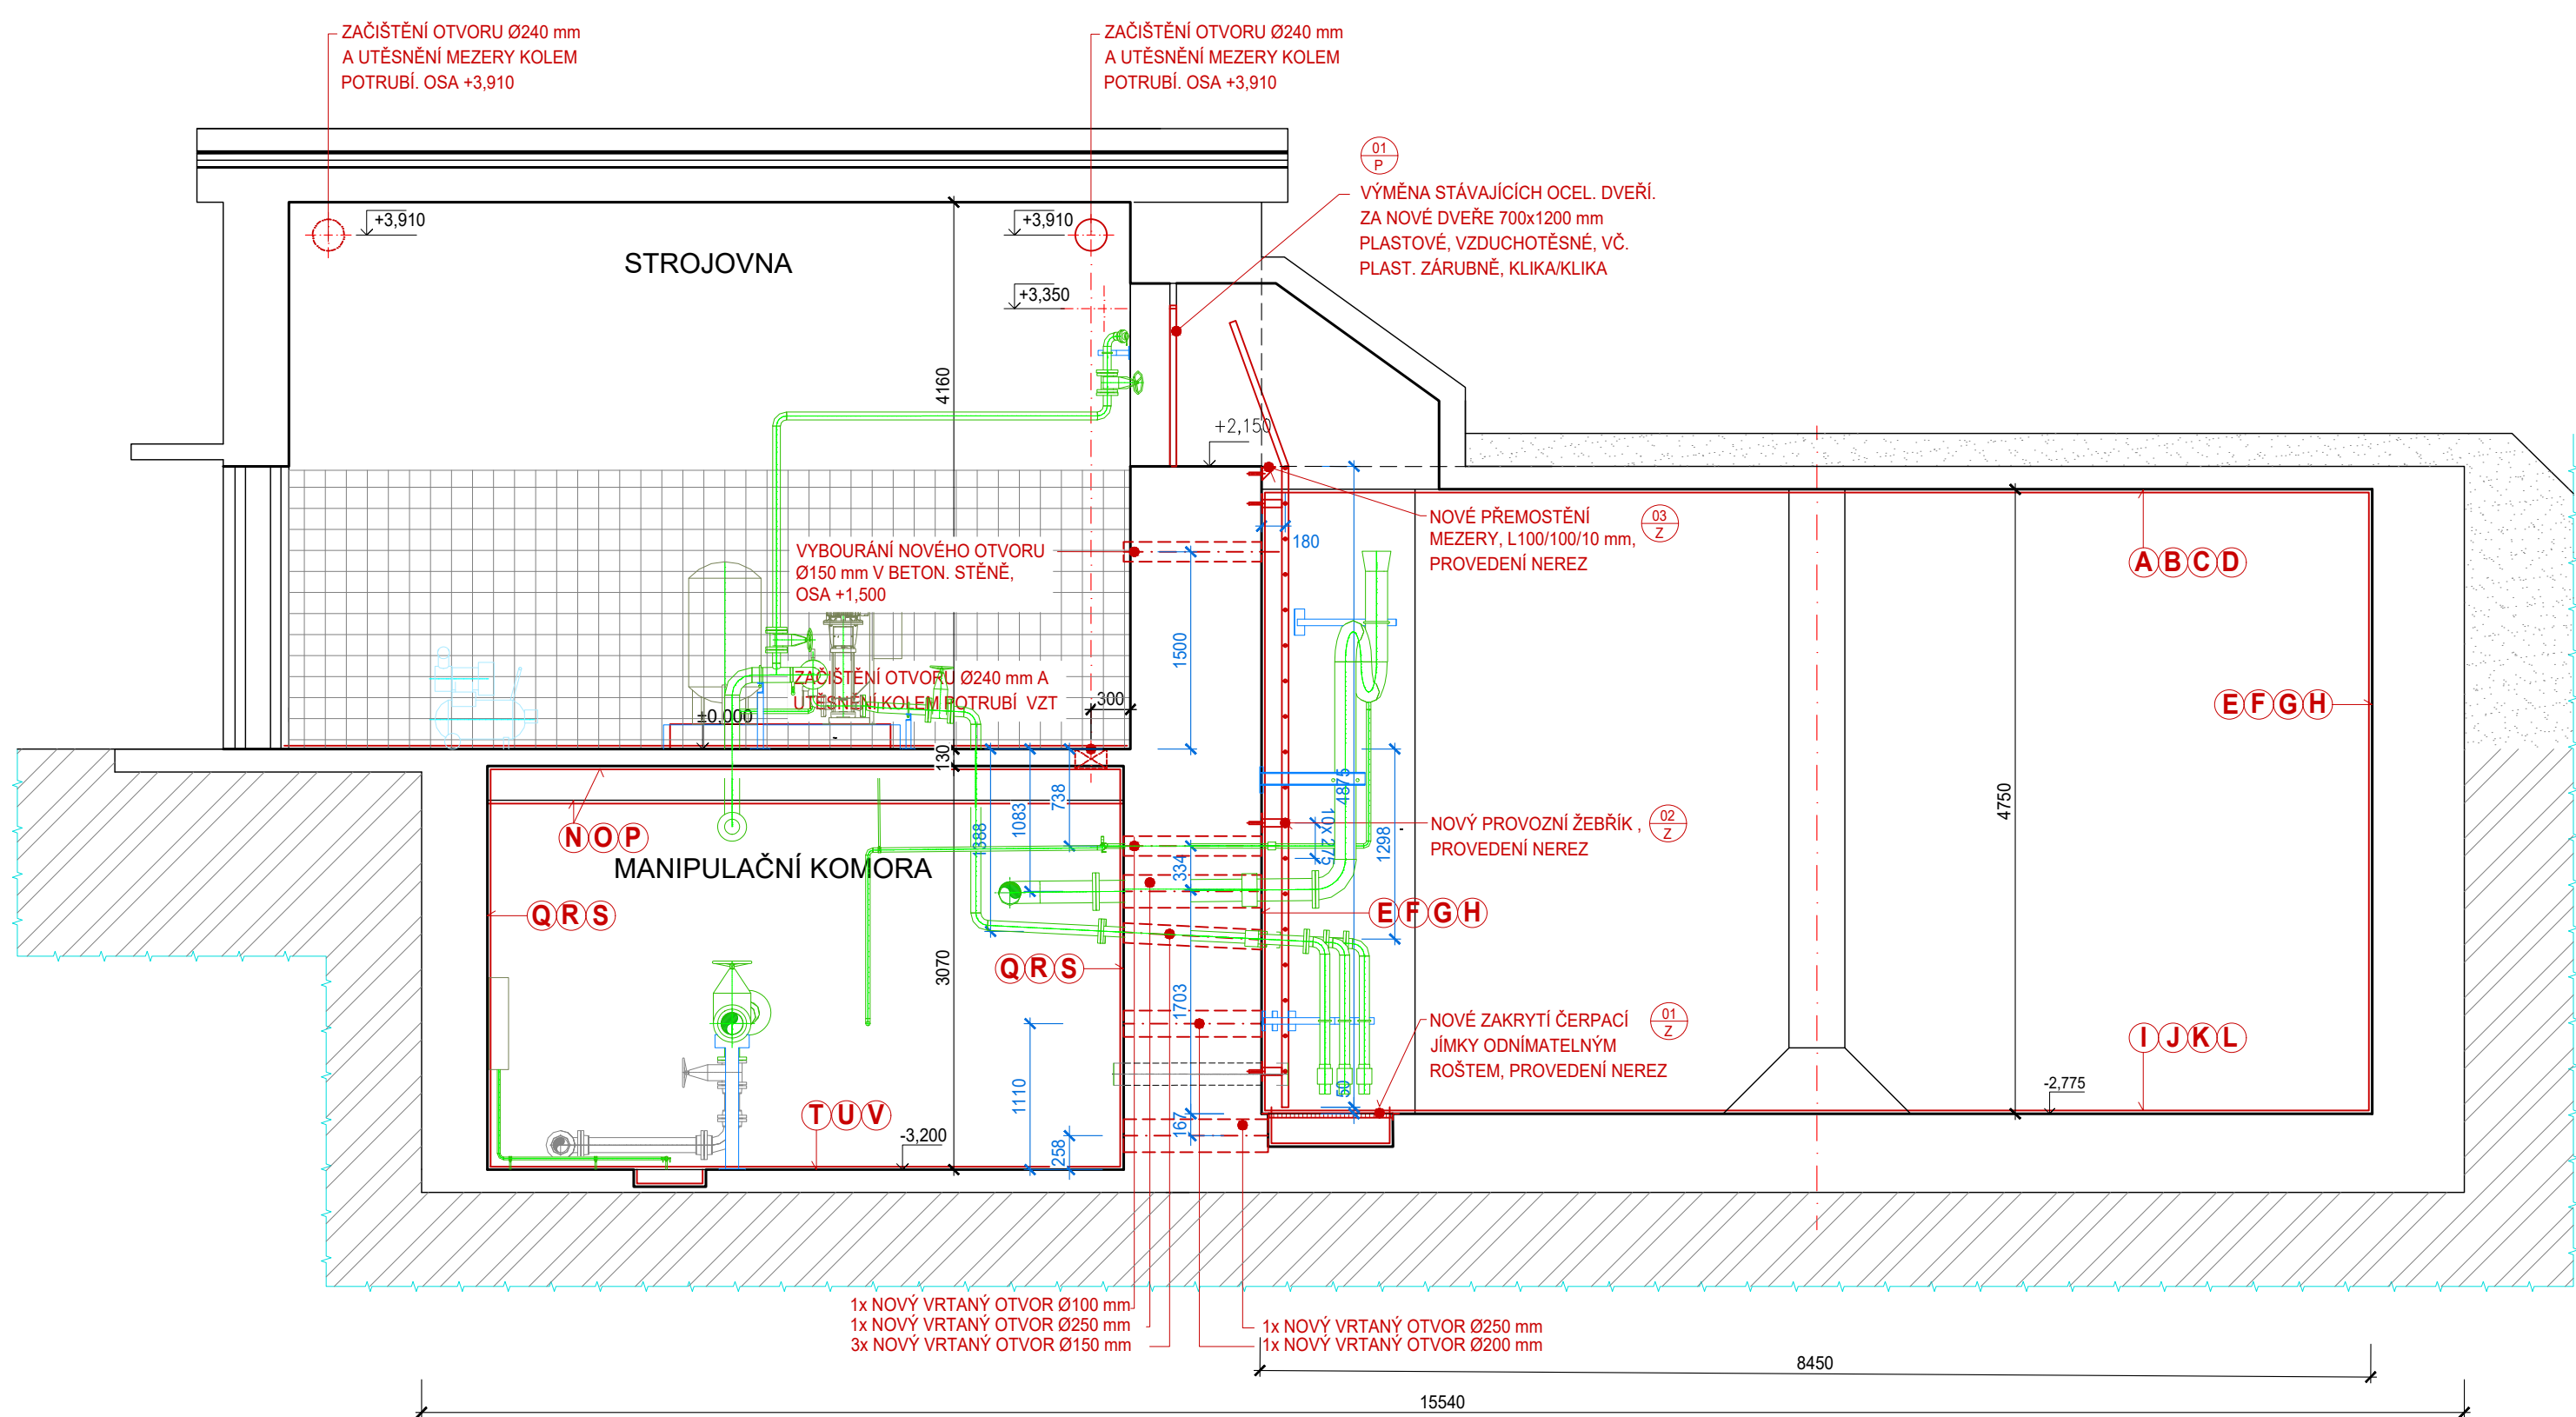 ZAČIŠTĚNÍ OTVORU Ø240 mm
A UTĚSNĚNÍ MEZERY KOLEM
POTRUBÍ. OSA +3,910
ZAČIŠTĚNÍ OTVORU Ø240 mm
A UTĚSNĚNÍ MEZERY KOLEM
POTRUBÍ. OSA +3,910
01
P
VÝMĚNA STÁVAJÍCÍCH OCEL. DVEŘÍ.
ZA NOVÉ DVEŘE 700x1200 mm
PLASTOVÉ, VZDUCHOTĚSNÉ, VČ.
PLAST. ZÁRUBNĚ, KLIKA/KLIKA
+3,910
+3,910
STROJOVNA
+3,350
4160
+2,150
NOVÉ PŘEMOSTĚNÍ
MEZERY, L100/100/10 mm,
PROVEDENÍ NEREZ
03
Z
180
VYBOURÁNÍ NOVÉHO OTVORU
Ø150 mm V BETON. STĚNĚ,
OSA +1,500
A B C D
1500
ZAČIŠTĚNÍ OTVORU Ø240 mm A
UTĚSNĚNÍ KOLEM POTRUBÍ VZT
300
E F G H
±0,000
130
738
1083
1388
4875
10x 275
1298
4750
334
N O P
MANIPULAČNÍ KOMORA
NOVÝ PROVOZNÍ ŽEBŘÍK ,
PROVEDENÍ NEREZ
02
Z
Q R S
E F G H
Q R S
3070
1703
NOVÉ ZAKRYTÍ ČERPACÍ
JÍMKY ODNÍMATELNÝM
ROŠTEM, PROVEDENÍ NEREZ
01
Z
I J K L
1110
50
-2,775
T U V
-3,200
258
167
1x NOVÝ VRTANÝ OTVOR Ø100 mm
1x NOVÝ VRTANÝ OTVOR Ø250 mm
3x NOVÝ VRTANÝ OTVOR Ø150 mm
1x NOVÝ VRTANÝ OTVOR Ø250 mm
1x NOVÝ VRTANÝ OTVOR Ø200 mm
8450
15540